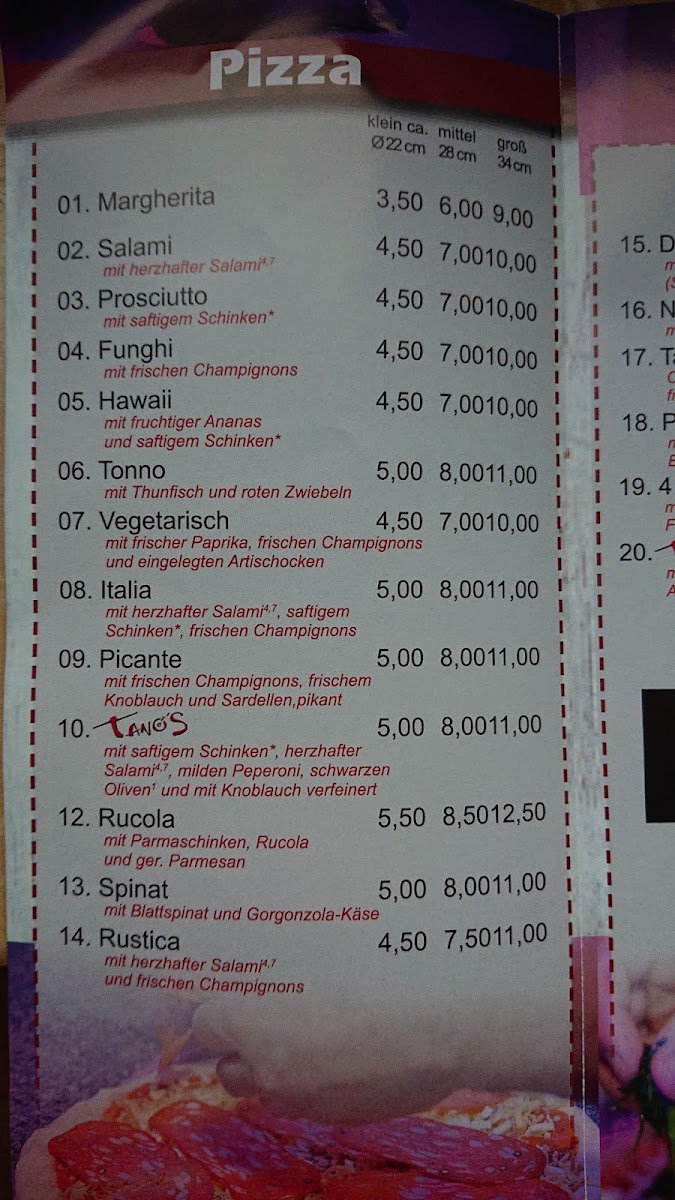 Pizza
klein ca. mittel groß
Ø22cm 28cm 34cm
01. Margherita 3,50 6,00 9,00
02. Salami 4,50 7,00 10,00
mit herzhafter Salami⁴,⁷
03. Prosciutto 4,50 7,00 10,00
mit saftigem Schinken*
04. Funghi 4,50 7,00 10,00
mit frischen Champignons
05. Hawaii 4,50 7,00 10,00
mit fruchtiger Ananas
und saftigem Schinken*
06. Tonno 5,00 8,00 11,00
mit Thunfisch und roten Zwiebeln
07. Vegetarisch 4,50 7,00 10,00
mit frischer Paprika, frischen Champignons
und eingelegten Artischocken
08. Italia 5,00 8,00 11,00
mit herzhafter Salami⁴,⁷, saftigem
Schinken*, frischen Champignons
09. Picante 5,00 8,00 11,00
mit frischen Champignons, frischem
Knoblauch und Sardellen,pikant
10. TANO'S 5,00 8,00 11,00
mit saftigem Schinken*, herzhafter
Salami⁴,⁷, milden Peperoni, schwarzen
Oliven¹ und mit Knoblauch verfeinert
12. Rucola 5,50 8,50 12,50
mit Parmaschinken, Rucola
und ger. Parmesan
13. Spinat 5,00 8,00 11,00
mit Blattspinat und Gorgonzola-Käse
14. Rustica 4,50 7,50 11,00
mit herzhafter Salami⁴,⁷
und frischen Champignons
15. D
(S
16. N
17. Ta
18. P
19. 4
20.